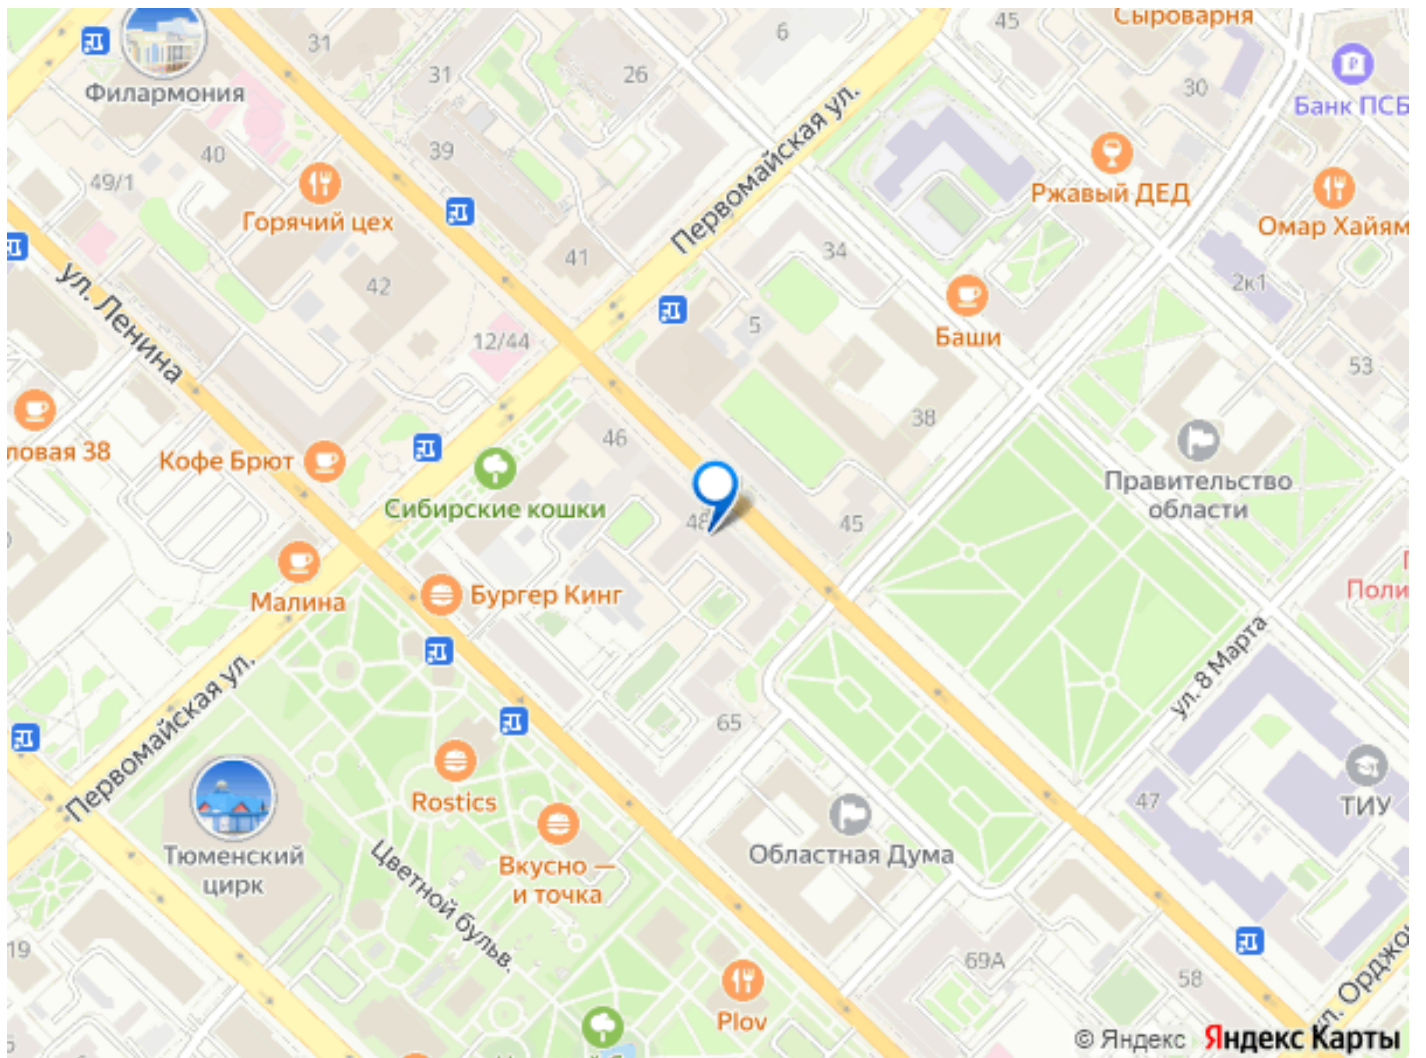 45
Сыроварня
6
31
31
26
Филармония
30
Банк ПСБ
Первомайская ул.
39
40
49/1
Ржавый ДЕД
Горячий цех
Омар Хайям
41
34
42
2к1
ул. Ленина
5
Баши
12/44
53
38
46
ловая 38
Кофе Брют
Правительство
области
Сибирские кошки
48
45
Поли
Малина
Бургер Кинг
ул. 8 Марта
Первомайская ул.
65
Rostics
47
ТИУ
Тюменский
цирк
Областная Дума
Цветной бульв.
Вкусно —
и точка
19
69А
58
Plov
© Яндекс Яндекс Карты